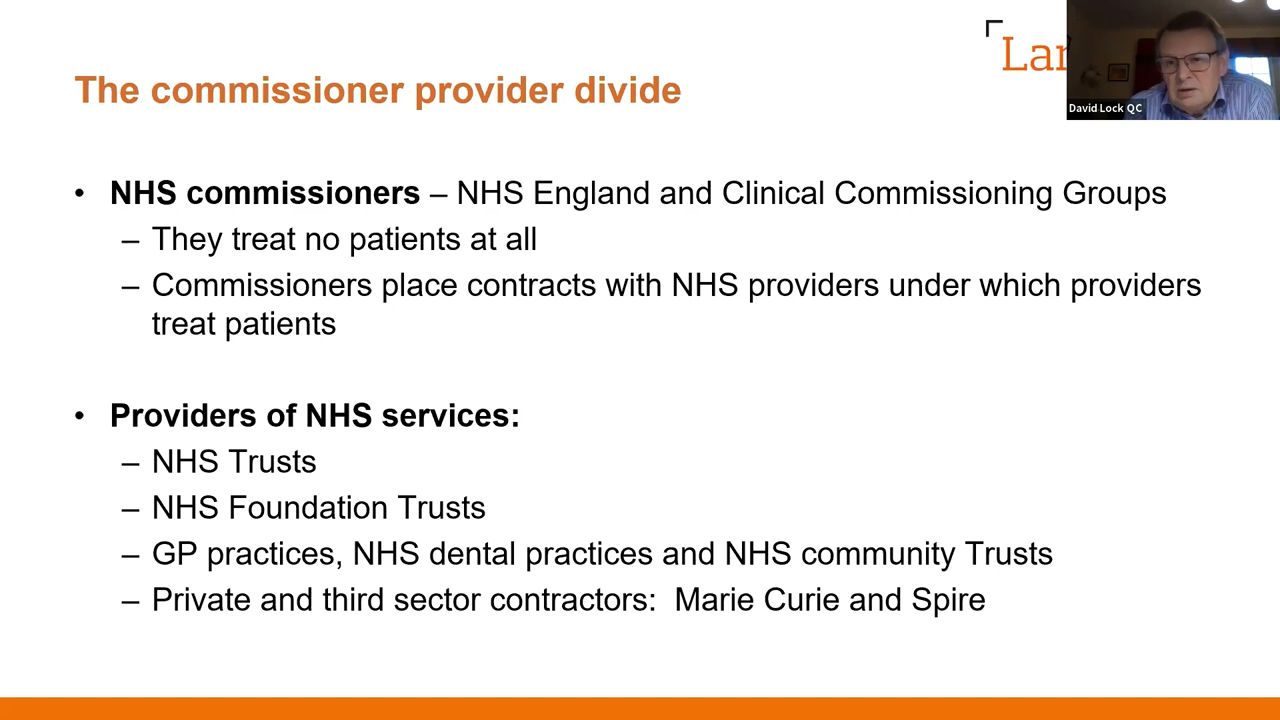 The commissioner provider divide
Lan
David Lock QC
• NHS commissioners – NHS England and Clinical Commissioning Groups
– They treat no patients at all
– Commissioners place contracts with NHS providers under which providers
treat patients
• Providers of NHS services:
– NHS Trusts
– NHS Foundation Trusts
– GP practices, NHS dental practices and NHS community Trusts
– Private and third sector contractors: Marie Curie and Spire